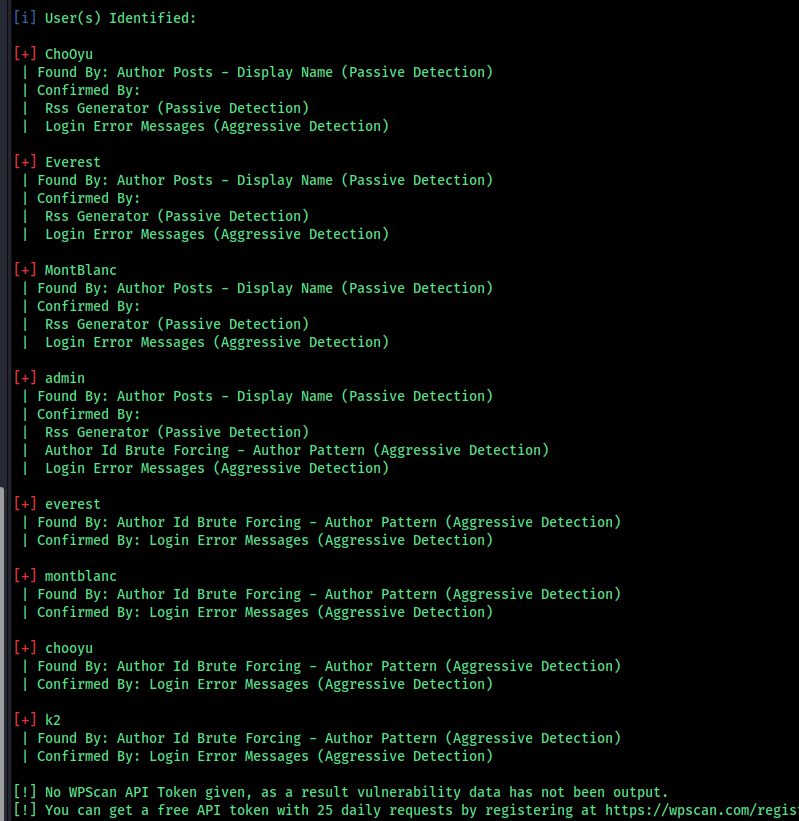 [i] User(s) Identified:
[+] ChoOyu
| Found By: Author Posts - Display Name (Passive Detection)
| Confirmed By:
|  Rss Generator (Passive Detection)
|  Login Error Messages (Aggressive Detection)
[+] Everest
| Found By: Author Posts - Display Name (Passive Detection)
| Confirmed By:
|  Rss Generator (Passive Detection)
|  Login Error Messages (Aggressive Detection)
[+] MontBlanc
| Found By: Author Posts - Display Name (Passive Detection)
| Confirmed By:
|  Rss Generator (Passive Detection)
|  Login Error Messages (Aggressive Detection)
[+] admin
| Found By: Author Posts - Display Name (Passive Detection)
| Confirmed By:
|  Rss Generator (Passive Detection)
|  Author Id Brute Forcing - Author Pattern (Aggressive Detection)
|  Login Error Messages (Aggressive Detection)
[+] everest
| Found By: Author Id Brute Forcing - Author Pattern (Aggressive Detection)
| Confirmed By: Login Error Messages (Aggressive Detection)
[+] montblanc
| Found By: Author Id Brute Forcing - Author Pattern (Aggressive Detection)
| Confirmed By: Login Error Messages (Aggressive Detection)
[+] chooyu
| Found By: Author Id Brute Forcing - Author Pattern (Aggressive Detection)
| Confirmed By: Login Error Messages (Aggressive Detection)
[+] k2
| Found By: Author Id Brute Forcing - Author Pattern (Aggressive Detection)
| Confirmed By: Login Error Messages (Aggressive Detection)
[!] No WPScan API Token given, as a result vulnerability data has not been output.
[!] You can get a free API token with 25 daily requests by registering at https://wpscan.com/regis